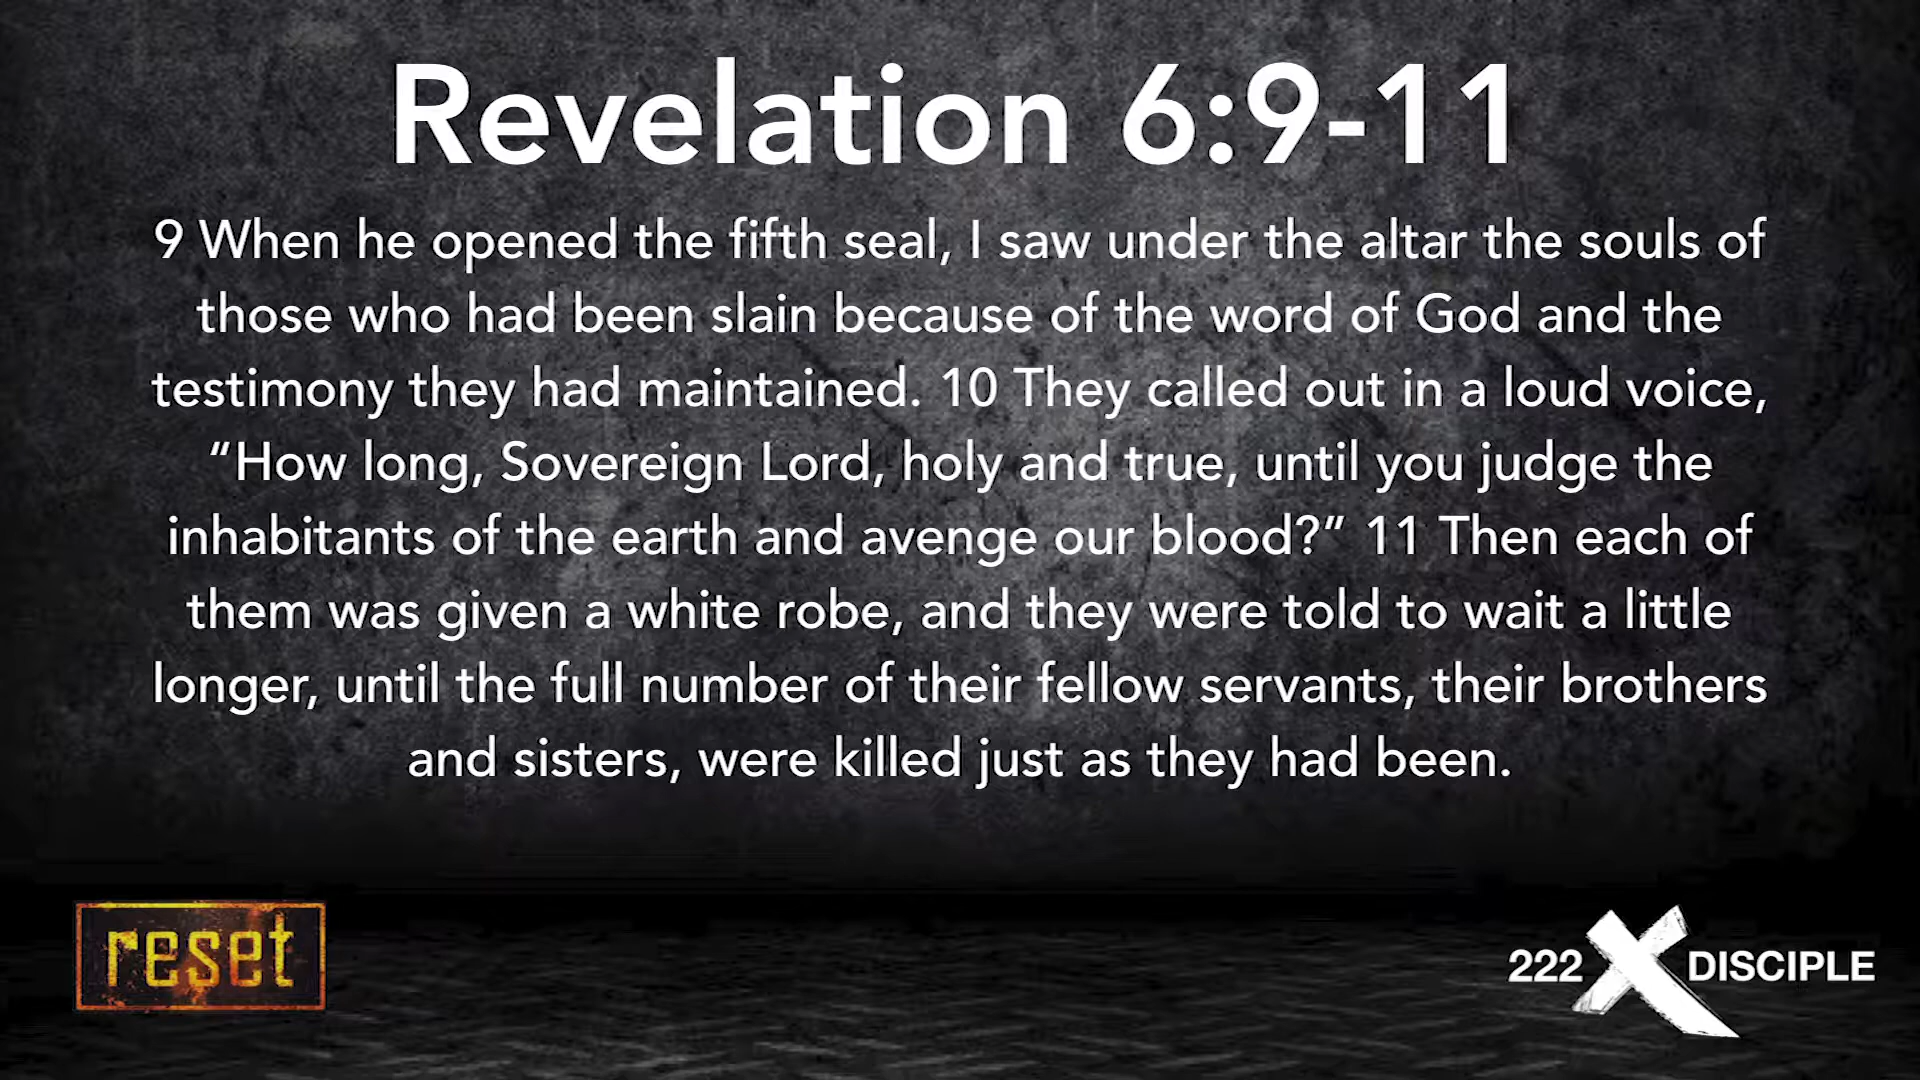 Revelation 6:9-11
9 When he opened the fifth seal, I saw under the altar the souls of
those who had been slain because of the word of God and the
testimony they had maintained. 10 They called out in a loud voice,
“How long, Sovereign Lord, holy and true, until you judge the
inhabitants of the earth and avenge our blood?” 11 Then each of
them was given a white robe, and they were told to wait a little
longer, until the full number of their fellow servants, their brothers
and sisters, were killed just as they had been.
reset
222 X DISCIPLE